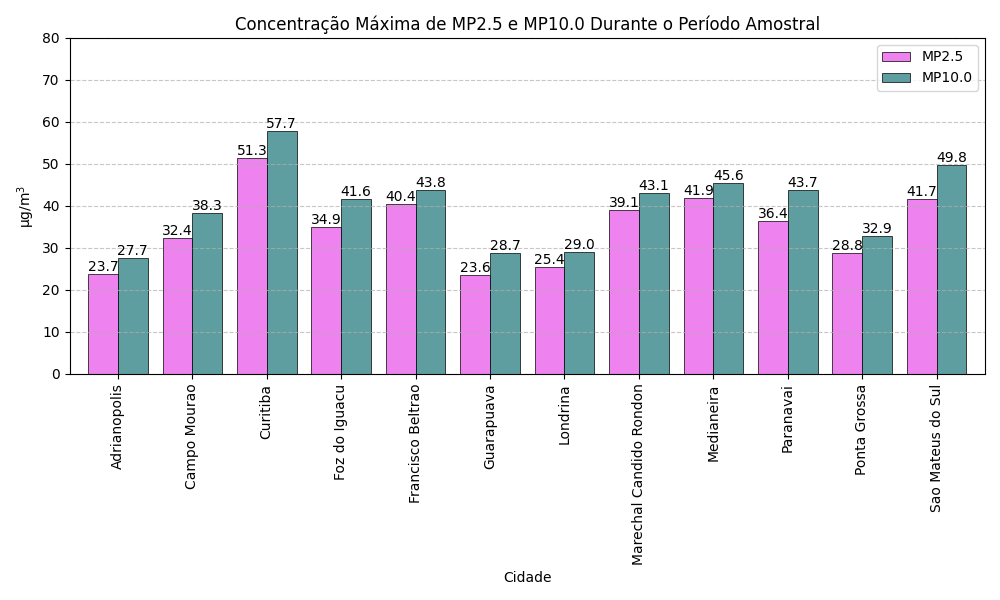 Concentração Máxima de MP2.5 e MP10.0 Durante o Período Amostral
MP2.5
MP10.0
µg/m³
80
70
60
50
40
30
20
10
0
23.7
27.7
32.4
38.3
51.3
57.7
34.9
41.6
40.4
43.8
23.6
28.7
25.4
29.0
39.1
43.1
41.9
45.6
36.4
43.7
28.8
32.9
41.7
49.8
Adrianopolis
Campo Mourao
Curitiba
Foz do Iguacu
Francisco Beltrao
Guarapuava
Londrina
Marechal Candido Rondon
Medianeira
Paranavai
Ponta Grossa
Sao Mateus do Sul
Cidade